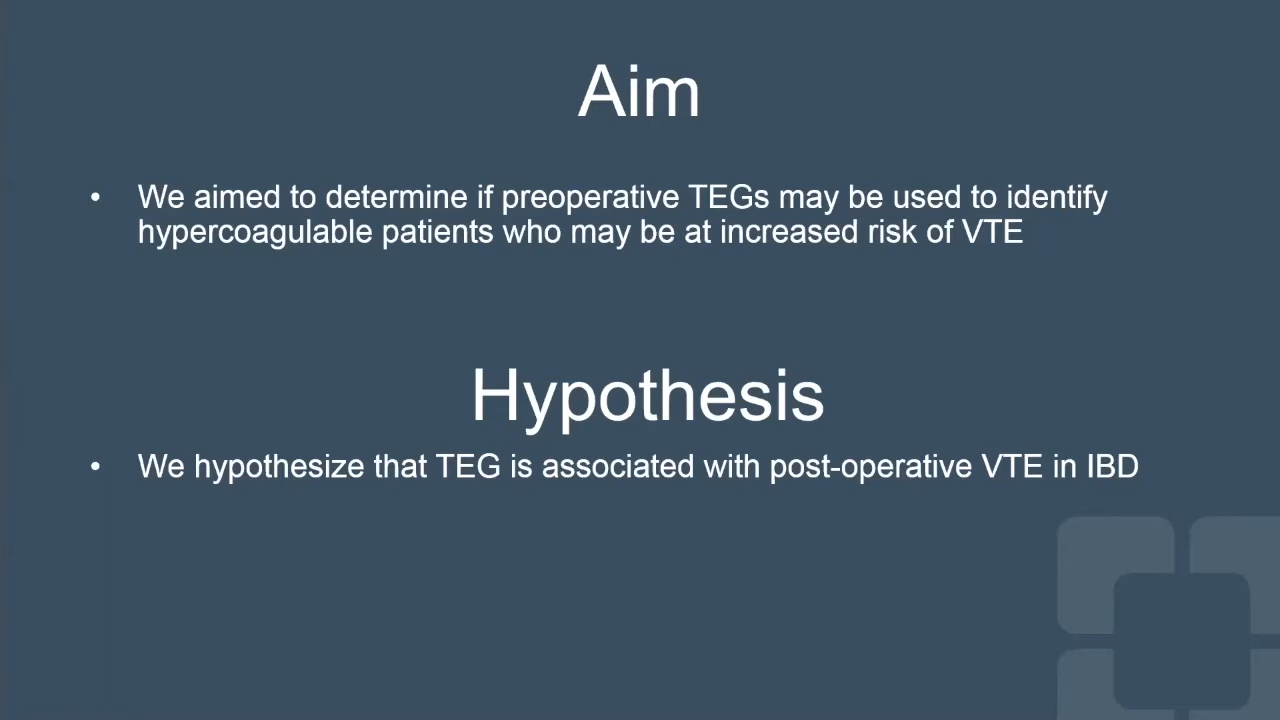 Aim
• We aimed to determine if preoperative TEGs may be used to identify
hypercoagulable patients who may be at increased risk of VTE
Hypothesis
• We hypothesize that TEG is associated with post-operative VTE in IBD